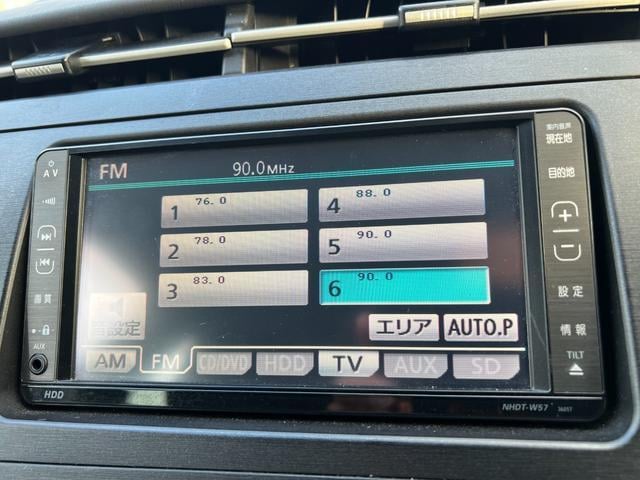 案内音声
AV
現在地
FM 90.0MHz
1 76.0
4 88.0
目的地
2 78.0
5 90.0
3 83.0
6 90.0
画質
設定
音設定
エリア AUTO.P
情報
AUX
AM FM CD/DVD HDD TV AUX SD
TILT
HDD
NHDT-W57